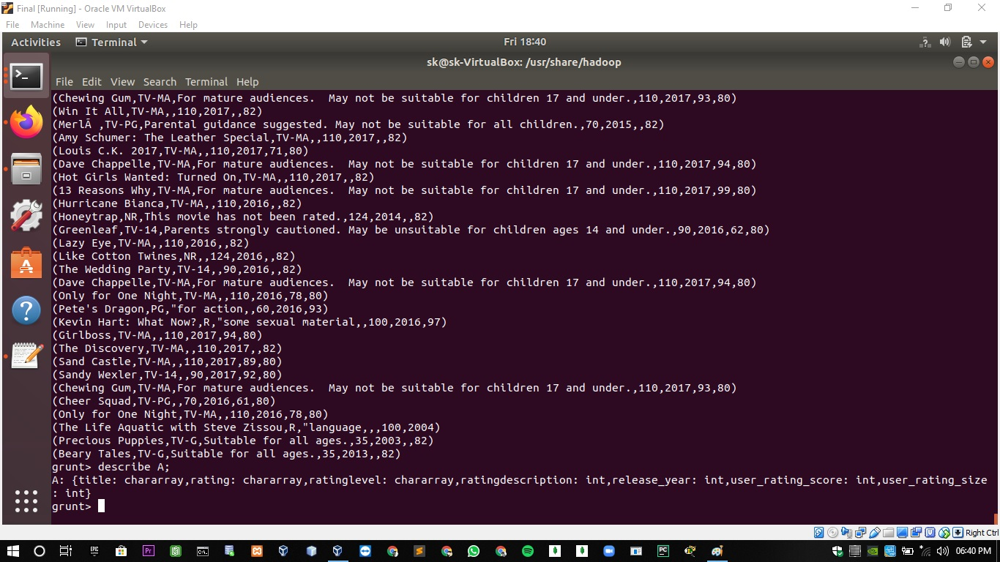 Final [Running] - Oracle VM VirtualBox
File Machine View Input Devices Help
Activities Terminal Fri 18:40
sk@sk-VirtualBox: /usr/share/hadoop
File Edit View Search Terminal Help
(Chewing Gum,TV-MA,For mature audiences.  May not be suitable for children 17 and under.,110,2017,93,80)
(Win It All,TV-MA,,110,2017,,82)
(MerlÃ ,TV-PG,Parental guidance suggested. May not be suitable for all children.,70,2015,,82)
(Amy Schumer: The Leather Special,TV-MA,,110,2017,,82)
(Louis C.K. 2017,TV-MA,,110,2017,71,80)
(Dave Chappelle,TV-MA,For mature audiences.  May not be suitable for children 17 and under.,110,2017,94,80)
(Hot Girls Wanted: Turned On,TV-MA,,110,2017,,82)
(13 Reasons Why,TV-MA,For mature audiences.  May not be suitable for children 17 and under.,110,2017,99,80)
(Hurricane Bianca,TV-MA,,110,2016,,82)
(Honeytrap,NR,This movie has not been rated.,124,2014,,82)
(Greenleaf,TV-14,Parents strongly cautioned. May be unsuitable for children ages 14 and under.,90,2016,62,80)
(Lazy Eye,TV-MA,,110,2016,,82)
(Like Cotton Twines,NR,,124,2016,,82)
(The Wedding Party,TV-14,,90,2016,,82)
(Dave Chappelle,TV-MA,For mature audiences.  May not be suitable for children 17 and under.,110,2017,94,80)
(Only for One Night,TV-MA,,110,2016,78,80)
(Pete's Dragon,PG,"for action,,60,2016,93)
(Kevin Hart: What Now?,R,"some sexual material,,100,2016,97)
(Girlboss,TV-MA,,110,2017,94,80)
(The Discovery,TV-MA,,110,2017,,82)
(Sand Castle,TV-MA,,110,2017,89,80)
(Sandy Wexler,TV-14,,90,2017,92,80)
(Chewing Gum,TV-MA,For mature audiences.  May not be suitable for children 17 and under.,110,2017,93,80)
(Cheer Squad,TV-PG,,70,2016,61,80)
(Only for One Night,TV-MA,,110,2016,78,80)
(The Life Aquatic with Steve Zissou,R,"language,,,100,2004)
(Precious Puppies,TV-G,Suitable for all ages.,35,2003,,82)
(Beary Tales,TV-G,Suitable for all ages.,35,2013,,82)
grunt> describe A;
A: {title: chararray,rating: chararray,ratinglevel: chararray,ratingdescription: int,release_year: int,user_rating_score: int,user_rating_size
: int}
grunt>
Right Ctrl
06:40 PM